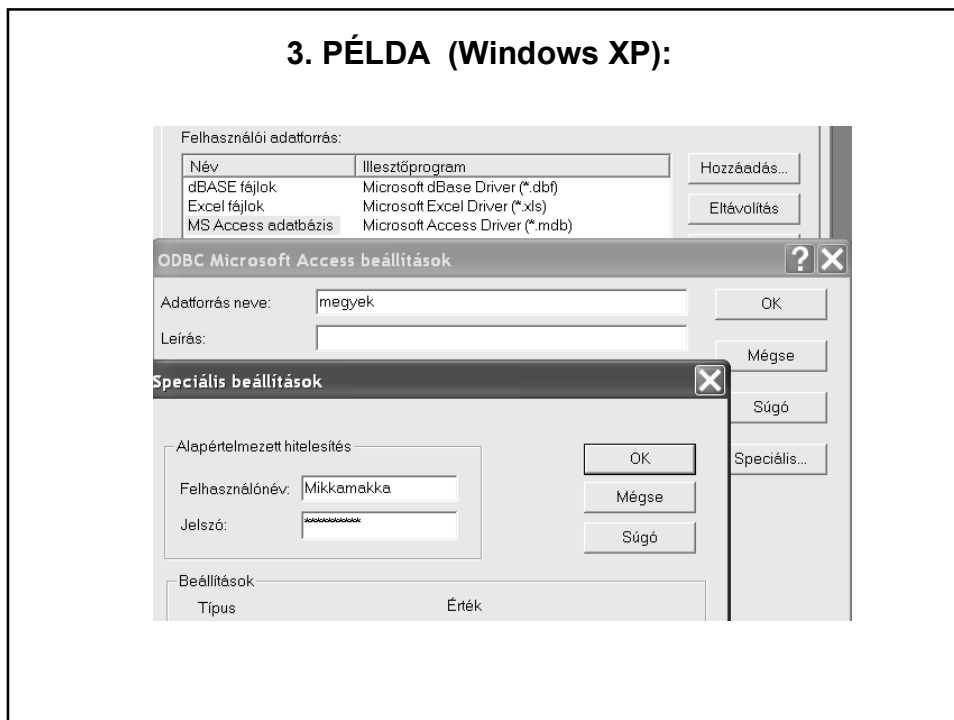 3. PÉLDA (Windows XP):
Felhasználói adatforrás:
Név Illesztőprogram
dBASE fájlok Microsoft dBase Driver (*.dbf)
Excel fájlok Microsoft Excel Driver (*.xls)
MS Access adatbázis Microsoft Access Driver (*.mdb)
Hozzáadás...
Eltávolítás
ODBC Microsoft Access beállítások
Adatforrás neve: megyek
Leírás:
OK
Mégse
Súgó
Speciális...
Speciális beállítások
Alapértelmezett hitelesítés
Felhasználónév: Mikkamakka
Jelszó: **********
OK
Mégse
Súgó
Beállítások
Típus Érték